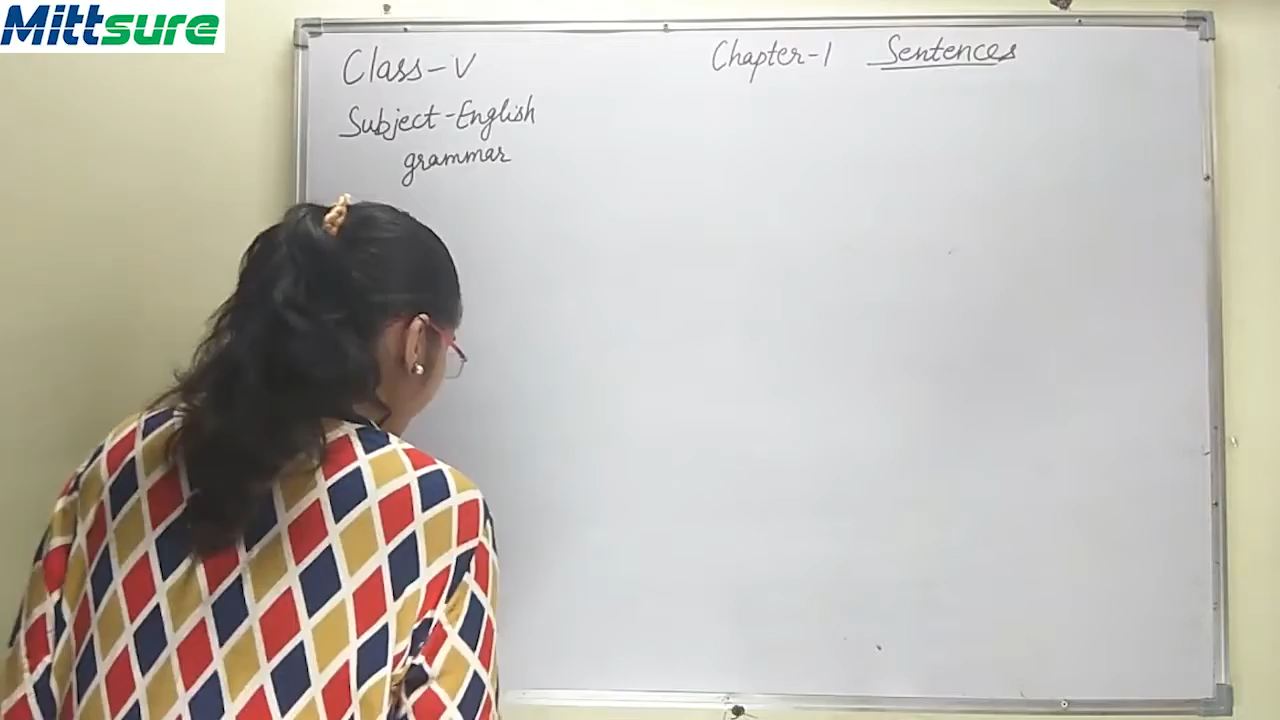 Mittsure
Class-V
Chapter-1 Sentences
Subject-English
grammar